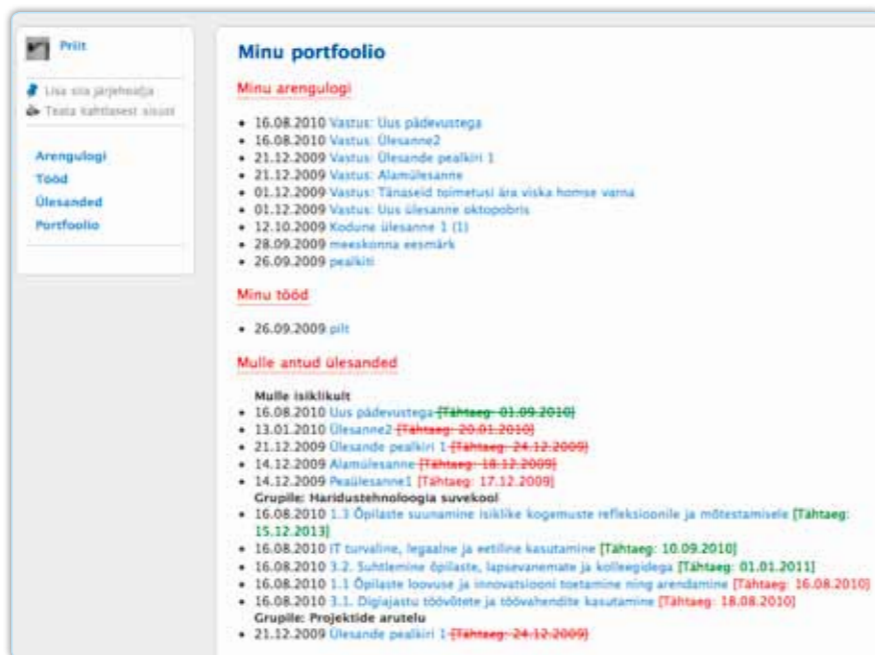 Priit
Lisa siia järjehoidja
Teata kahtlasest sisust
Arengulogi
Tööd
Ülesanded
Portfoolio
Minu portfoolio
Minu arengulogi
• 16.08.2010 Vastus: Uus pädevustega
• 16.08.2010 Vastus: Ülesanne2
• 21.12.2009 Vastus: Ülesande pealkiri 1
• 21.12.2009 Vastus: Alamülesanne
• 01.12.2009 Vastus: Tänaseid toimetusi ära viska homse varna
• 01.12.2009 Vastus: Uus ülesanne oktopobris
• 12.10.2009 Kodune ülesanne 1 (1)
• 28.09.2009 meeskonna eesmärk
• 26.09.2009 pealkiti
Minu tööd
• 26.09.2009 pilt
Mulle antud ülesanded
Mulle isiklikult
• 16.08.2010 Uus pädevustega [Tähtaeg: 01.09.2010]
• 13.01.2010 Ülesanne2 [Tähtaeg: 20.01.2010]
• 21.12.2009 Ülesande pealkiri 1 [Tähtaeg: 24.12.2009]
• 14.12.2009 Alamülesanne [Tähtaeg: 18.12.2009]
• 14.12.2009 Peaülesanne1 [Tähtaeg: 17.12.2009]
Grupile: Haridustehnoloogia suvekool
• 16.08.2010 1.3 Õpilaste suunamine isiklike kogemuste refleksioonile ja mõtestamisele [Tähtaeg:
15.12.2013]
• 16.08.2010 IT turvaline, legaalne ja eetiline kasutamine [Tähtaeg: 10.09.2010]
• 16.08.2010 3.2. Suhtlemine õpilaste, lapsevanemate ja kolleegidega [Tähtaeg: 01.01.2011]
• 16.08.2010 1.1 Õpilaste loovuse ja innovatsiooni toetamine ning arendamine [Tähtaeg: 16.08.2010]
• 16.08.2010 3.1. Digiajastu töövõtete ja töövahendite kasutamine [Tähtaeg: 18.08.2010]
Grupile: Projektide arutelu
• 21.12.2009 Ülesande pealkiri 1 [Tähtaeg: 24.12.2009]